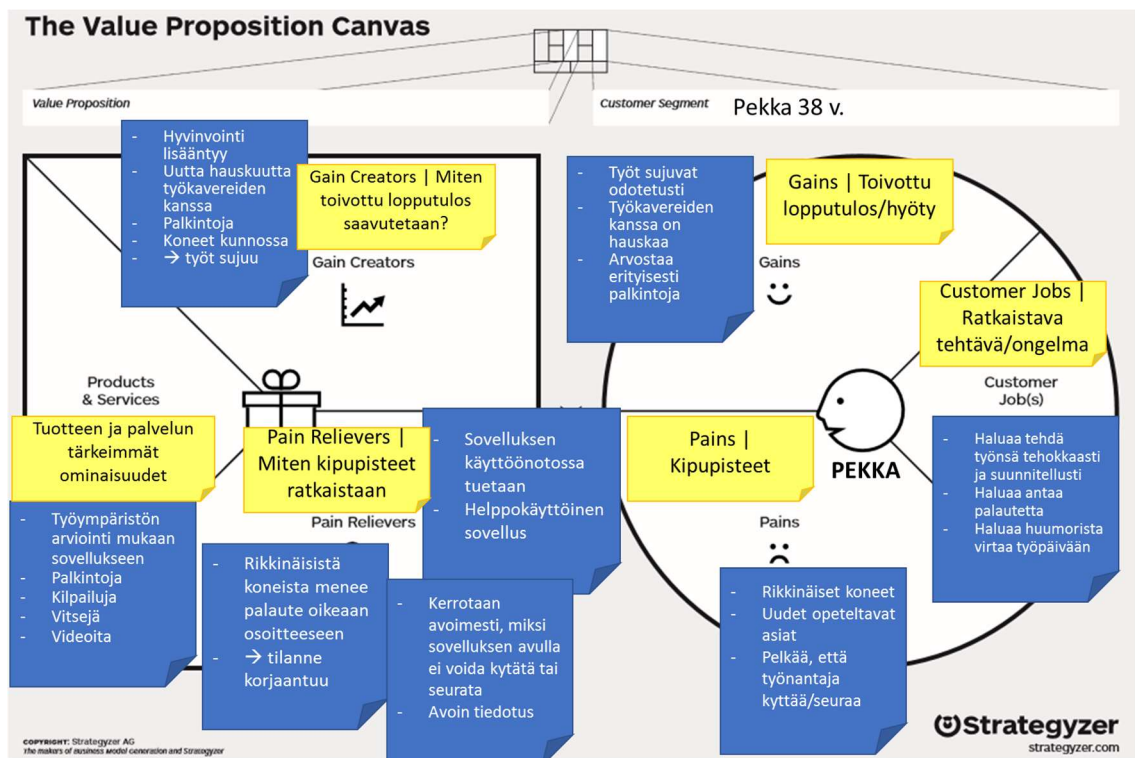 The Value Proposition Canvas
Value Proposition
Customer Segment
Pekka 38 v.
- Hyvinvointi
lisääntyy
- Uutta hauskuutta
työkavereiden
kanssa
- Palkintoja
- Koneet kunnossa
- → työt sujuu
Gain Creators | Miten
toivottu lopputulos
saavutetaan?
Gain Creators
- Työt sujuvat
odotetusti
- Työkavereiden
kanssa on
hauskaa
- Arvostaa
erityisesti
palkintoja
Gains | Toivottu
lopputulos/hyöty
Gains
Customer Jobs |
Ratkaistava
tehtävä/ongelma
Customer
Job(s)
- Haluaa tehdä
työnsä tehokkaasti
ja suunnitellusti
- Haluaa antaa
palautetta
- Haluaa huumorista
virtaa työpäivään
Products
& Services
Tuotteen ja palvelun
tärkeimmät
ominaisuudet
- Työympäristön
arviointi mukaan
sovellukseen
- Palkintoja
- Kilpailuja
- Vitsejä
- Videoita
Pain Relievers |
Miten kipupisteet
ratkaistaan
Pain Relievers
- Sovelluksen
käyttöönotossa
tuetaan
- Helppokäyttöinen
sovellus
- Rikkinäisistä
koneista menee
palaute oikeaan
osoitteeseen
- → tilanne
korjaantuu
- Kerrotaan
avoimesti, miksi
sovelluksen avulla
ei voida kytätä tai
seurata
- Avoin tiedotus
Pains |
Kipupisteet
PEKKA
Pains
- Rikkinäiset koneet
- Uudet opeteltavat
asiat
- Pelkää, että
työnantaja
kyttää/seuraa
COPYRIGHT: Strategyzer AG
The makers of Business Model Generation and Strategyzer
Strategyzer
strategyzer.com